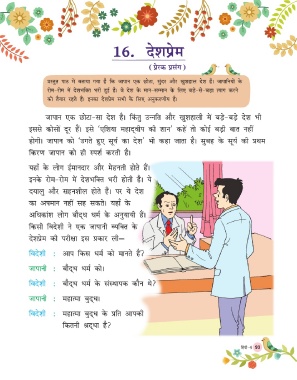 16. देशप्रेम
( प्रेरक प्रसंग )
प्रस्तुत पाठ में बताया गया है कि जापान एक छोटा, सुंदर और खुशहाल देश है। जापानियों के
रोम-रोम में देशभक्ति भरी हुई है। वे देश के मान-सम्मान के लिए बड़े-से-बड़ा त्याग करने
को तैयार रहते हैं। इनका देशप्रेम सभी के लिए अनुकरणीय है।
जापान एक छोटा-सा देश है। किंतु उन्नति और खुशहाली में बड़े-बड़े देश भी
इससे कोसों दूर हैं। इसे 'एशिया महाद्वीप की शान' कहें तो कोई बड़ी बात नहीं
होगी। जापान को 'उगते हुए सूर्य का देश' भी कहा जाता है। सुबह के सूर्य की प्रथम
किरण जापान को ही स्पर्श करती है।
यहाँ के लोग ईमानदार और मेहनती होते हैं।
इनके रोम-रोम में देशभक्ति भरी होती है। ये
दयालु और सहनशील होते हैं। पर ये देश
का अपमान नहीं सह सकते। यहाँ के
अधिकांश लोग बौद्ध धर्म के अनुयायी हैं।
किसी विदेशी ने एक जापानी व्यक्ति के
देशप्रेम की परीक्षा इस प्रकार ली—
विदेशी : आप किस धर्म को मानते हैं?
जापानी : बौद्ध धर्म को।
विदेशी : बौद्ध धर्म के संस्थापक कौन थे?
जापानी : महात्मा बुद्ध।
विदेशी : महात्मा बुद्ध के प्रति आपकी
कितनी श्रद्धा है?
93